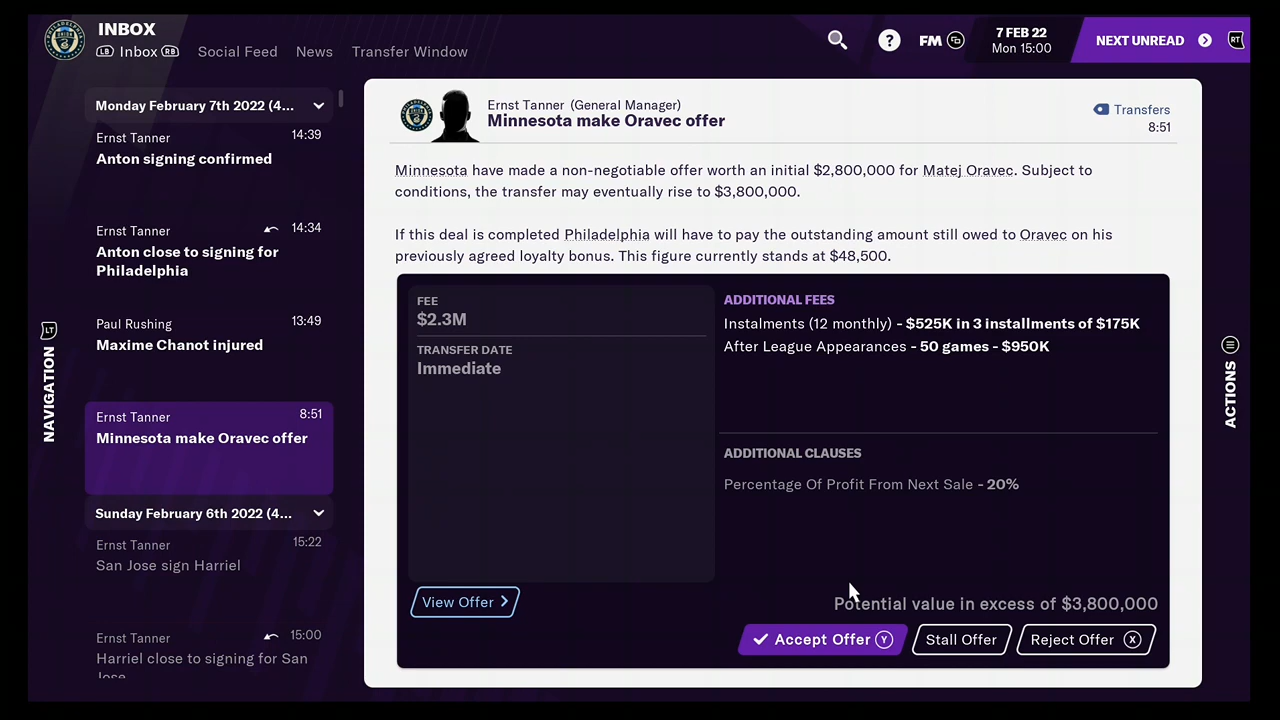 INBOX
LB Inbox RB Social Feed News Transfer Window
? FM 7 FEB 22
Mon 15:00
NEXT UNREAD RT
Monday February 7th 2022 (4...
Ernst Tanner 14:39
Anton signing confirmed
Ernst Tanner 14:34
Anton close to signing for
Philadelphia
Paul Rushing 13:49
Maxime Chanot injured
Ernst Tanner 8:51
Minnesota make Oravec offer
Sunday February 6th 2022 (4...
Ernst Tanner 15:22
San Jose sign Harriel
Ernst Tanner 15:00
Harriel close to signing for San
Jose
LT
NAVIGATION
Ernst Tanner (General Manager)
Minnesota make Oravec offer
Transfers
8:51
Minnesota have made a non-negotiable offer worth an initial $2,800,000 for Matej Oravec. Subject to
conditions, the transfer may eventually rise to $3,800,000.
If this deal is completed Philadelphia will have to pay the outstanding amount still owed to Oravec on his
previously agreed loyalty bonus. This figure currently stands at $48,500.
FEE
$2.3M
TRANSFER DATE
Immediate
ADDITIONAL FEES
Instalments (12 monthly) - $525K in 3 installments of $175K
After League Appearances - 50 games - $950K
ADDITIONAL CLAUSES
Percentage Of Profit From Next Sale - 20%
View Offer
Potential value in excess of $3,800,000
Accept Offer Y Stall Offer Reject Offer X
ACTIONS